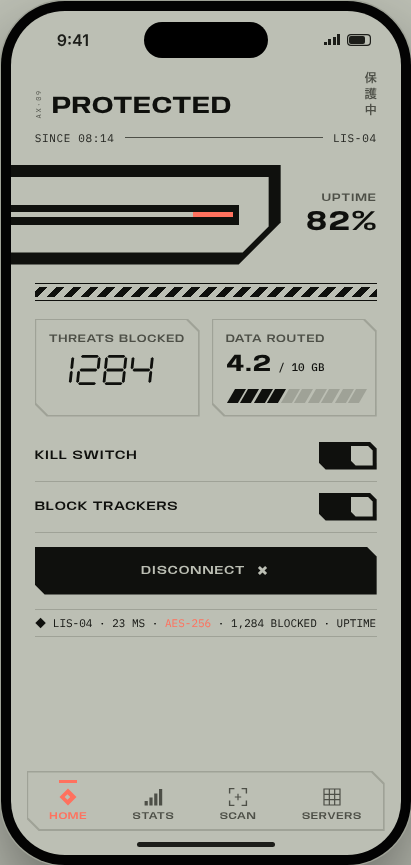 9:41
AX-09
PROTECTED
保護中
SINCE 08:14
LIS-04
UPTIME
82%
THREATS BLOCKED
1284
DATA ROUTED
4.2 / 10 GB
KILL SWITCH
BLOCK TRACKERS
DISCONNECT
LIS-04 · 23 MS · AES-256 · 1,284 BLOCKED · UPTIME
HOME
STATS
SCAN
SERVERS